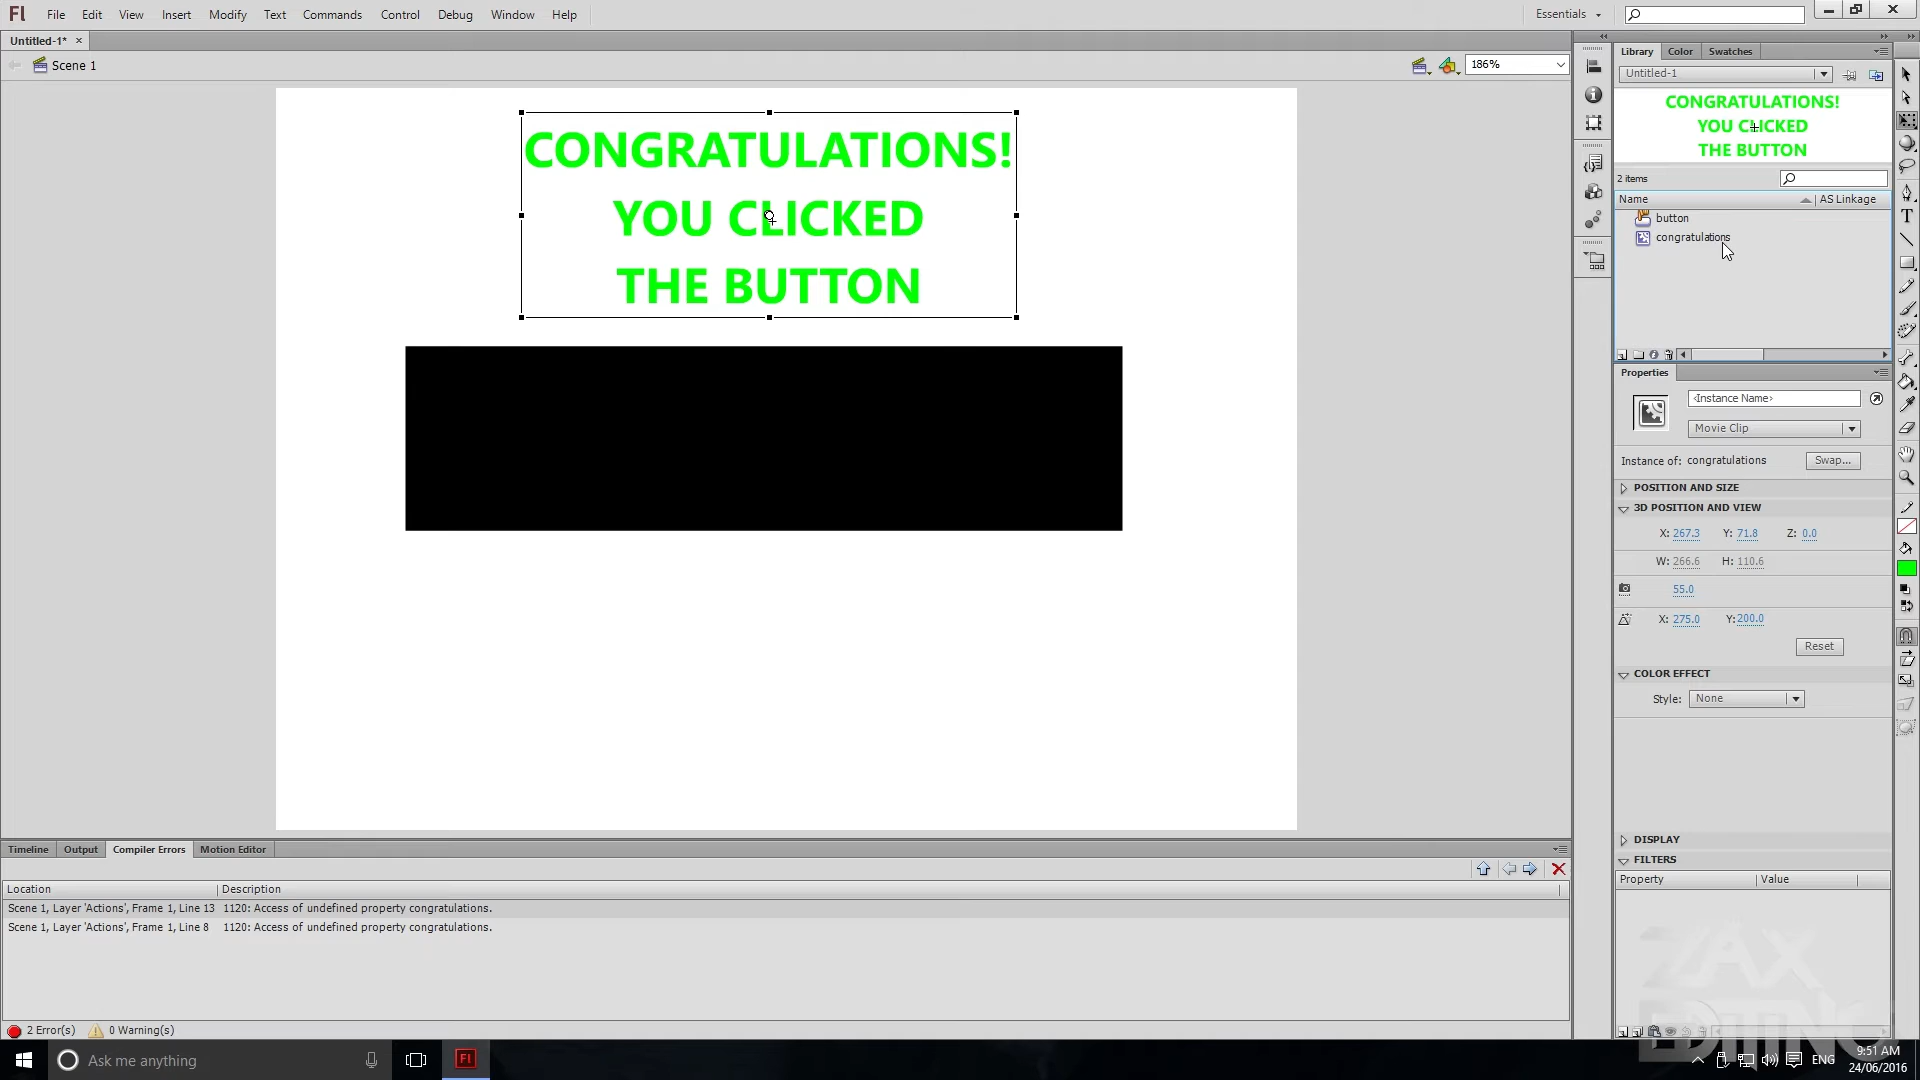 Fl File Edit View Insert Modify Text Commands Control Debug Window Help Essentials
Untitled-1* ×
Scene 1 186%
CONGRATULATIONS!
YOU CLICKED
THE BUTTON
Library Color Swatches
Untitled-1
CONGRATULATIONS!
YOU CLICKED
THE BUTTON
2 items
Name AS Linkage
button
congratulations
Properties
<Instance Name>
Movie Clip
Instance of: congratulations Swap...
POSITION AND SIZE
3D POSITION AND VIEW
X: 267.3 Y: 71.8 Z: 0.0
W: 266.6 H: 110.6
55.0
X: 275.0 Y: 200.0
Reset
COLOR EFFECT
Style: None
DISPLAY
FILTERS
Property Value
Timeline Output Compiler Errors Motion Editor
Location Description
Scene 1, Layer 'Actions', Frame 1, Line 13 1120: Access of undefined property congratulations.
Scene 1, Layer 'Actions', Frame 1, Line 8 1120: Access of undefined property congratulations.
2 Error(s) 0 Warning(s)
ZAX
EDITING
Ask me anything Fl ENG 9:51 AM
24/06/2016